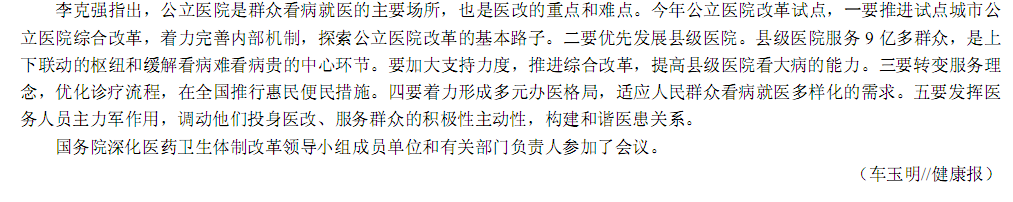 李克强指出，公立医院是群众看病就医的主要场所，也是医改的重点和难点。今年公立医院改革试点，一要推进试点城市公
立医院综合改革，着力完善内部机制，探索公立医院改革的基本路子。二要优先发展县级医院。县级医院服务 9 亿多群众，是上
下联动的枢纽和缓解看病难看病贵的中心环节。要加大支持力度，推进综合改革，提高县级医院看大病的能力。三要转变服务理
念，优化诊疗流程，在全国推行惠民便民措施。四要着力形成多元办医格局，适应人民群众看病就医多样化的需求。五要发挥医
务人员主力军作用，调动他们投身医改、服务群众的积极性主动性，构建和谐医患关系。
国务院深化医药卫生体制改革领导小组成员单位和有关部门负责人参加了会议。
（车玉明//健康报）